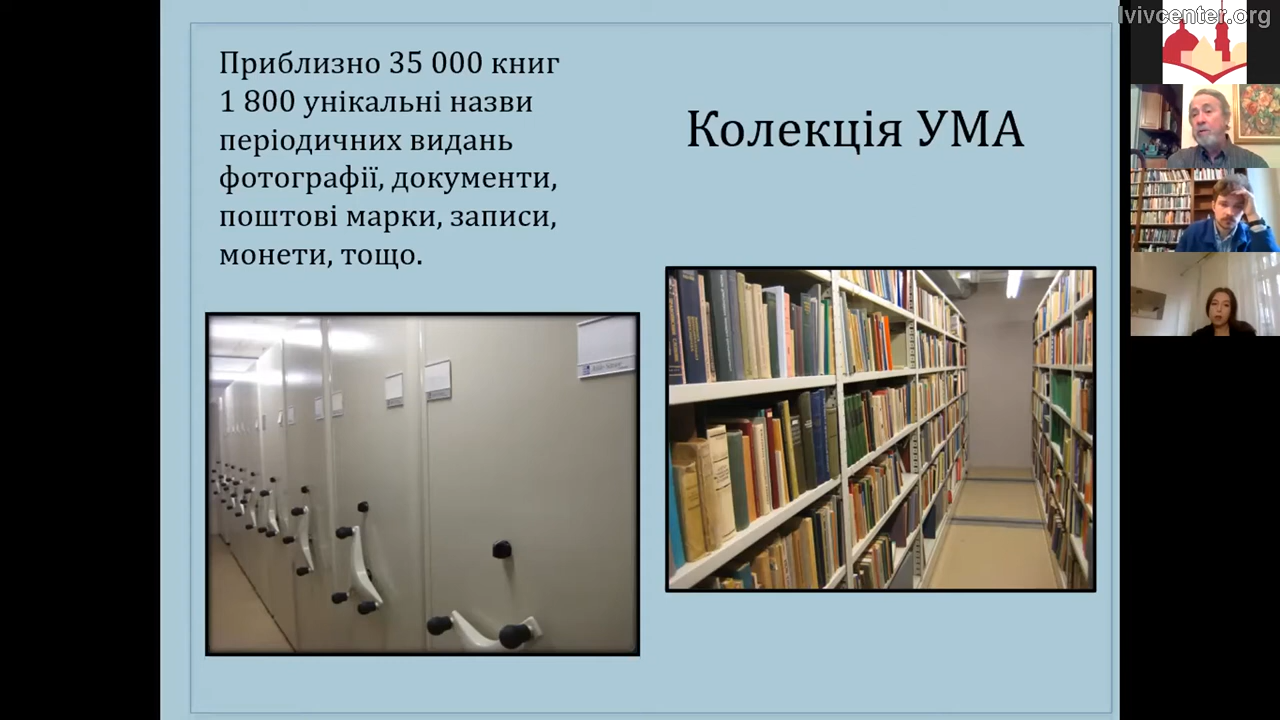 lvivcenter.org
Приблизно 35 000 книг
1 800 унікальні назви
періодичних видань
фотографії, документи,
поштові марки, записи,
монети, тощо.
Колекція УМА